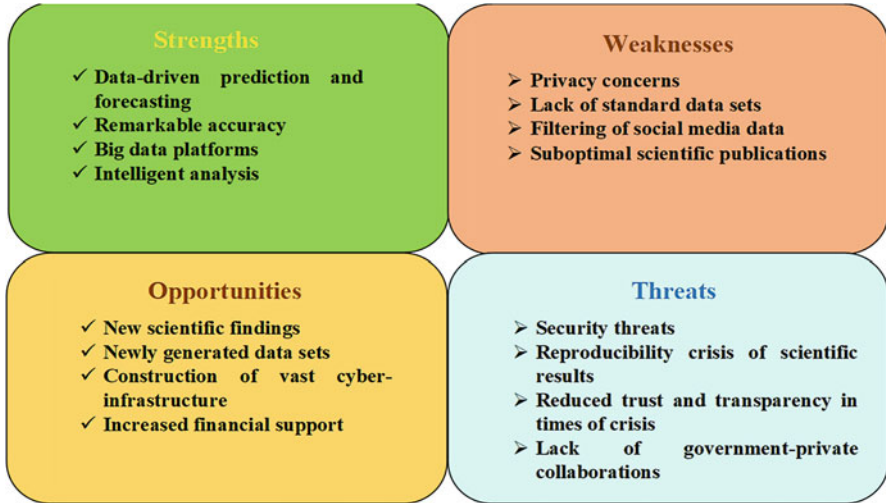 Strengths
✓ Data-driven prediction and
forecasting
✓ Remarkable accuracy
✓ Big data platforms
✓ Intelligent analysis
Weaknesses
➢ Privacy concerns
➢ Lack of standard data sets
➢ Filtering of social media data
➢ Suboptimal scientific publications
Opportunities
✓ New scientific findings
✓ Newly generated data sets
✓ Construction of vast cyber-
infrastructure
✓ Increased financial support
Threats
➢ Security threats
➢ Reproducibility crisis of scientific
results
➢ Reduced trust and transparency in
times of crisis
➢ Lack of government-private
collaborations